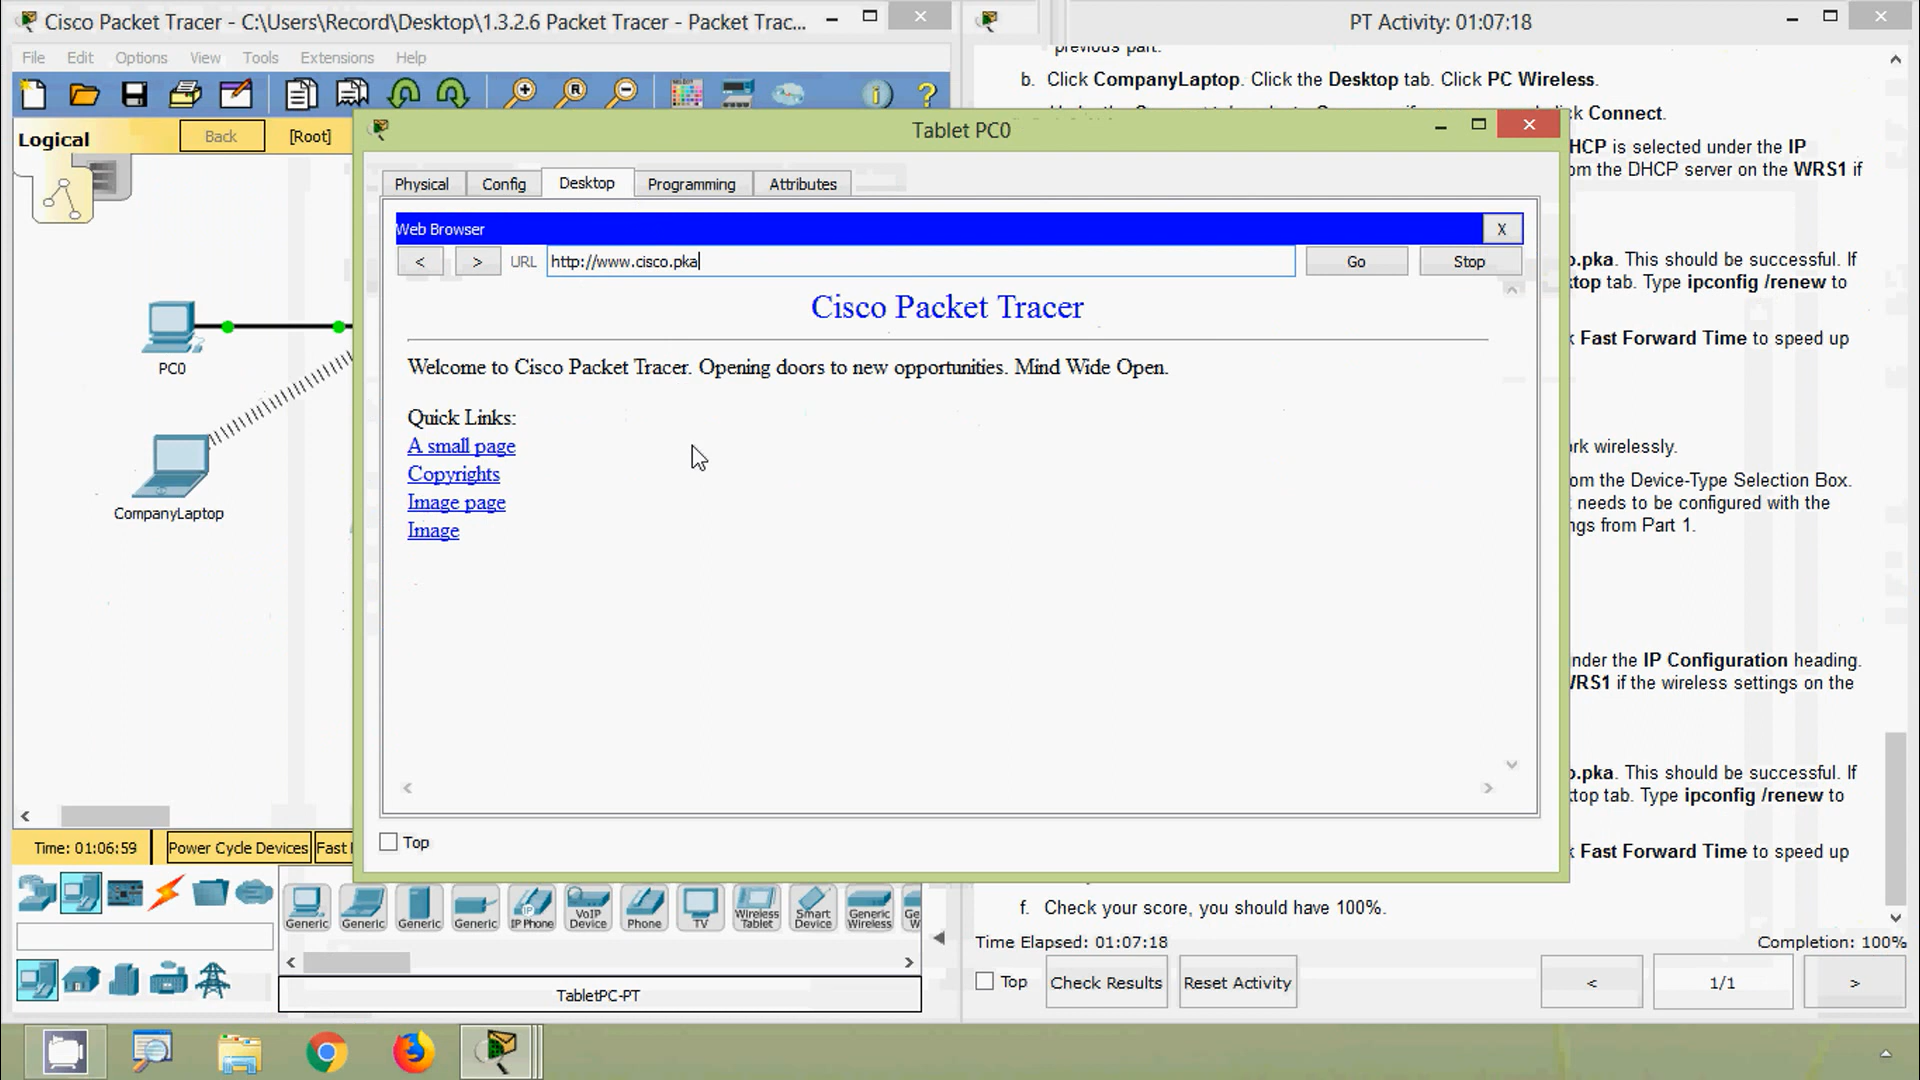 Cisco Packet Tracer - C:\Users\Record\Desktop\1.3.2.6 Packet Tracer - Packet Trac...
File Edit Options View Tools Extensions Help
Logical
Back
[Root]
PC0
CompanyLaptop
Time: 01:06:59
Power Cycle Devices
Fast
Generic
Generic
Generic
Generic
IP Phone
VoIP Device
Phone
TV
Wireless Tablet
Smart Device
Generic Wireless
TabletPC-PT
Tablet PC0
Physical
Config
Desktop
Programming
Attributes
Web Browser
X
<
>
URL
http://www.cisco.pka
Go
Stop
Cisco Packet Tracer
Welcome to Cisco Packet Tracer. Opening doors to new opportunities. Mind Wide Open.
Quick Links:
A small page
Copyrights
Image page
Image
Top
PT Activity: 01:07:18
previous part.
b. Click CompanyLaptop. Click the Desktop tab. Click PC Wireless.
Connect.
HCP is selected under the IP
om the DHCP server on the WRS1 if
o.pka. This should be successful. If
ktop tab. Type ipconfig /renew to
k Fast Forward Time to speed up
rk wirelessly.
om the Device-Type Selection Box.
needs to be configured with the
ngs from Part 1.
nder the IP Configuration heading.
WRS1 if the wireless settings on the
o.pka. This should be successful. If
ktop tab. Type ipconfig /renew to
k Fast Forward Time to speed up
f. Check your score, you should have 100%.
Time Elapsed: 01:07:18
Completion: 100%
Top
Check Results
Reset Activity
<
1/1
>